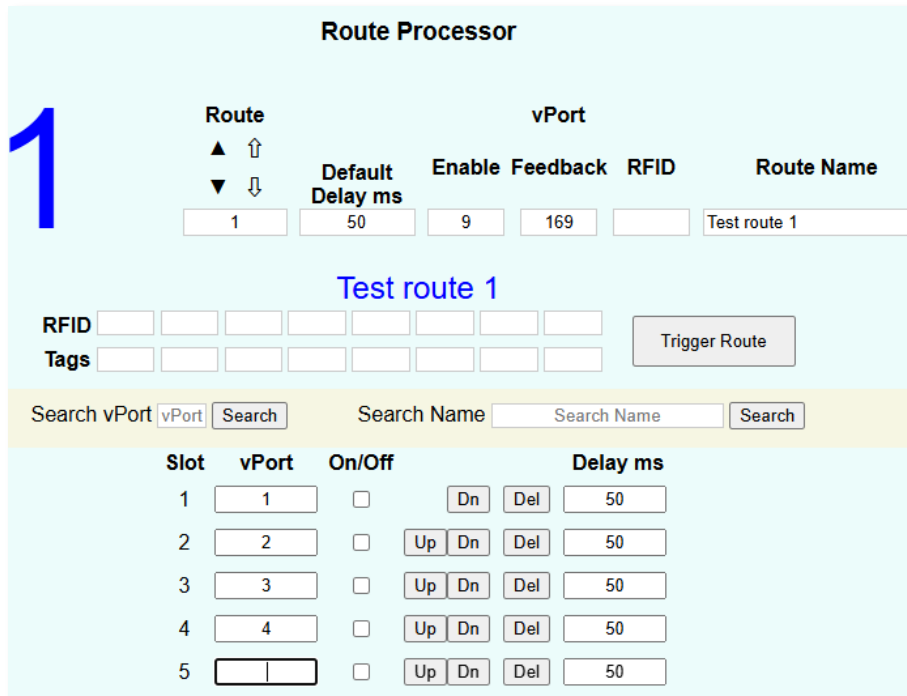 Route Processor
1
Route vPort
▲ ⇧
▼ ⇩
Default Delay ms Enable Feedback RFID Route Name
1 50 9 169 Test route 1
Test route 1
RFID
Tags
Trigger Route
Search vPort vPort Search Search Name Search Name Search
Slot vPort On/Off Delay ms
1 1 Dn Del 50
2 2 Up Dn Del 50
3 3 Up Dn Del 50
4 4 Up Dn Del 50
5 Up Dn Del 50